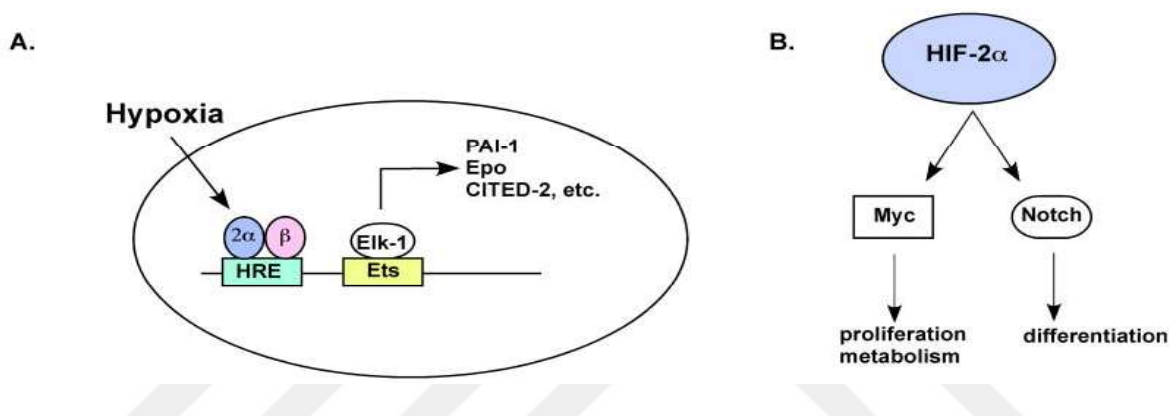 A.
Hypoxia
PAI-1
Epo
CITED-2, etc.
2α
β
Elk-1
HRE
Ets
B.
HIF-2α
Myc
Notch
proliferation
metabolism
differentiation